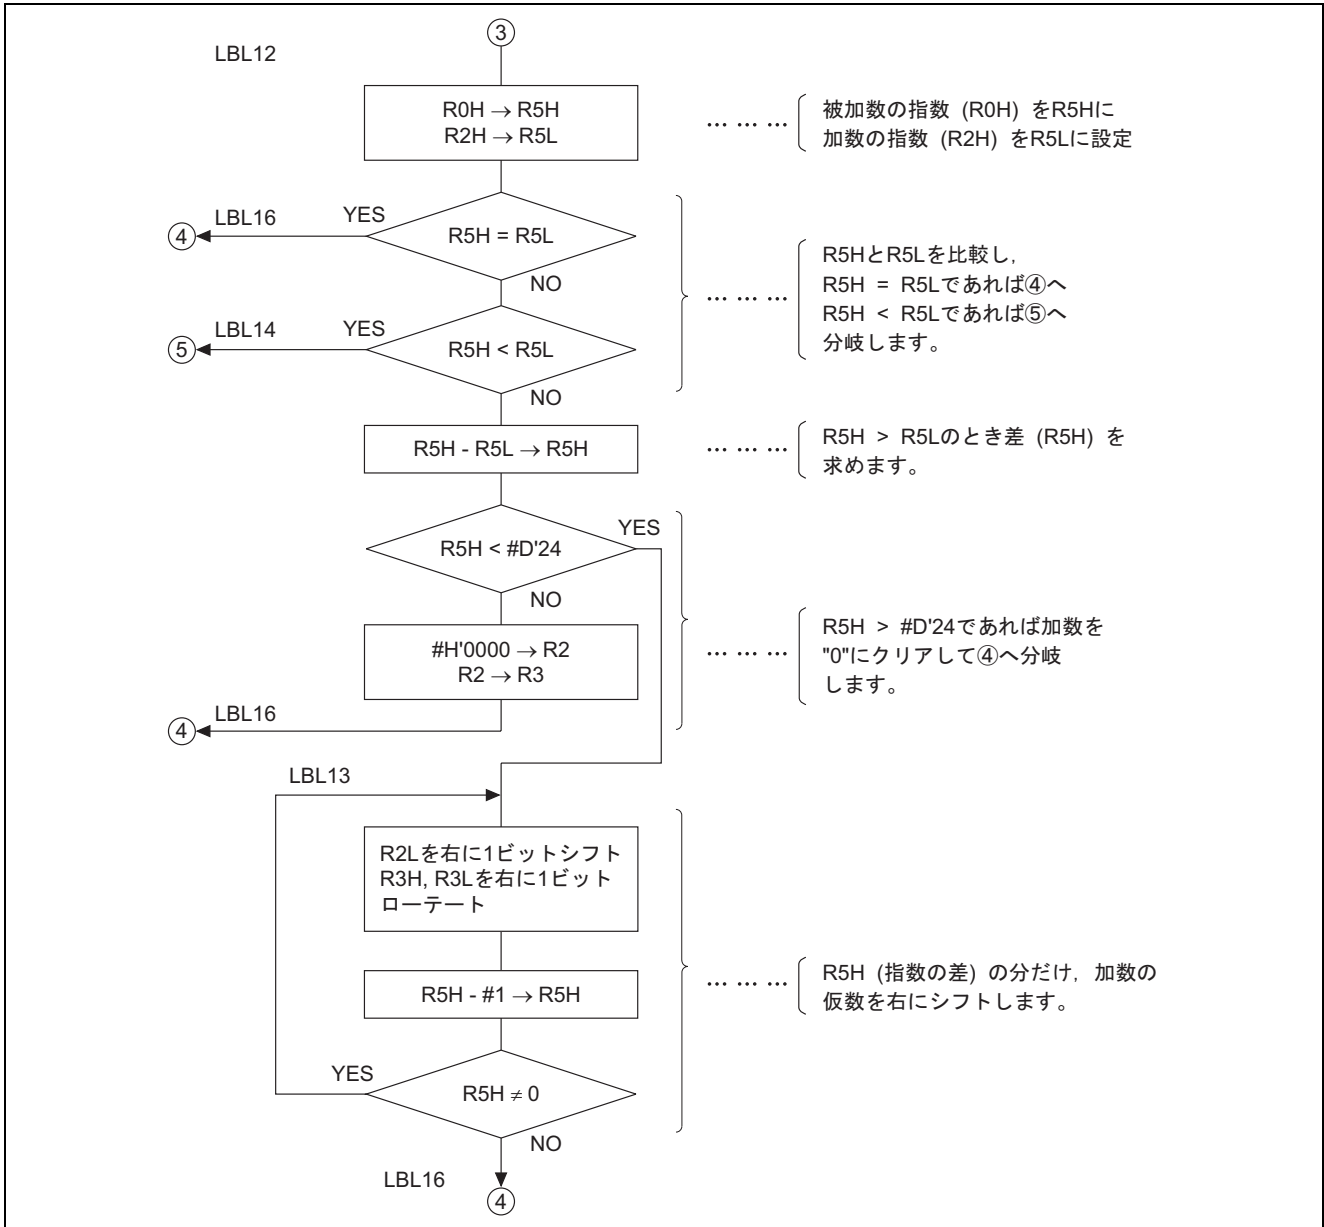 ③
LBL12
R0H → R5H
R2H → R5L
… … …
被加数の指数 (R0H) をR5Hに
加数の指数 (R2H) をR5Lに設定
LBL16
YES
④
R5H = R5L
NO
LBL14
YES
⑤
R5H < R5L
NO
… … …
R5HとR5Lを比較し,
R5H = R5Lであれば④へ
R5H < R5Lであれば⑤へ
分岐します。
R5H - R5L → R5H
… … …
R5H > R5Lのとき差 (R5H) を
求めます。
YES
R5H < #D'24
NO
#H'0000 → R2
R2 → R3
LBL16
④
… … …
R5H > #D'24であれば加数を
"0"にクリアして④へ分岐
します。
LBL13
R2Lを右に1ビットシフト
R3H, R3Lを右に1ビット
ローテート
R5H - #1 → R5H
… … …
R5H (指数の差) の分だけ, 加数の
仮数を右にシフトします。
YES
R5H ≠ 0
NO
LBL16
④